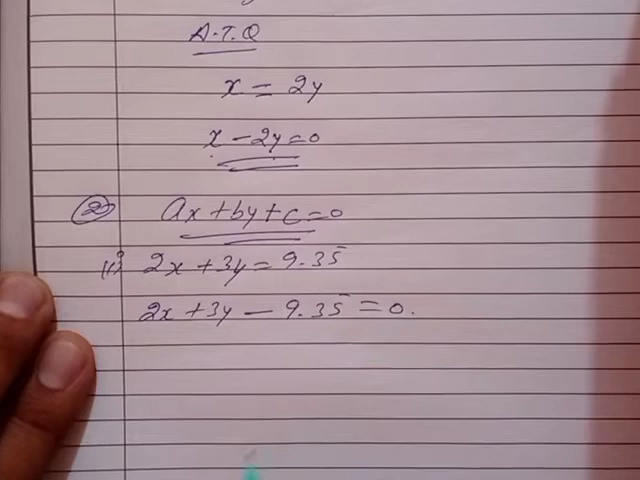 A.T.Q
x = 2y
x - 2y = 0
(2) ax + by + c = 0
(i) 2x + 3y = 9.35
2x + 3y - 9.35 = 0.